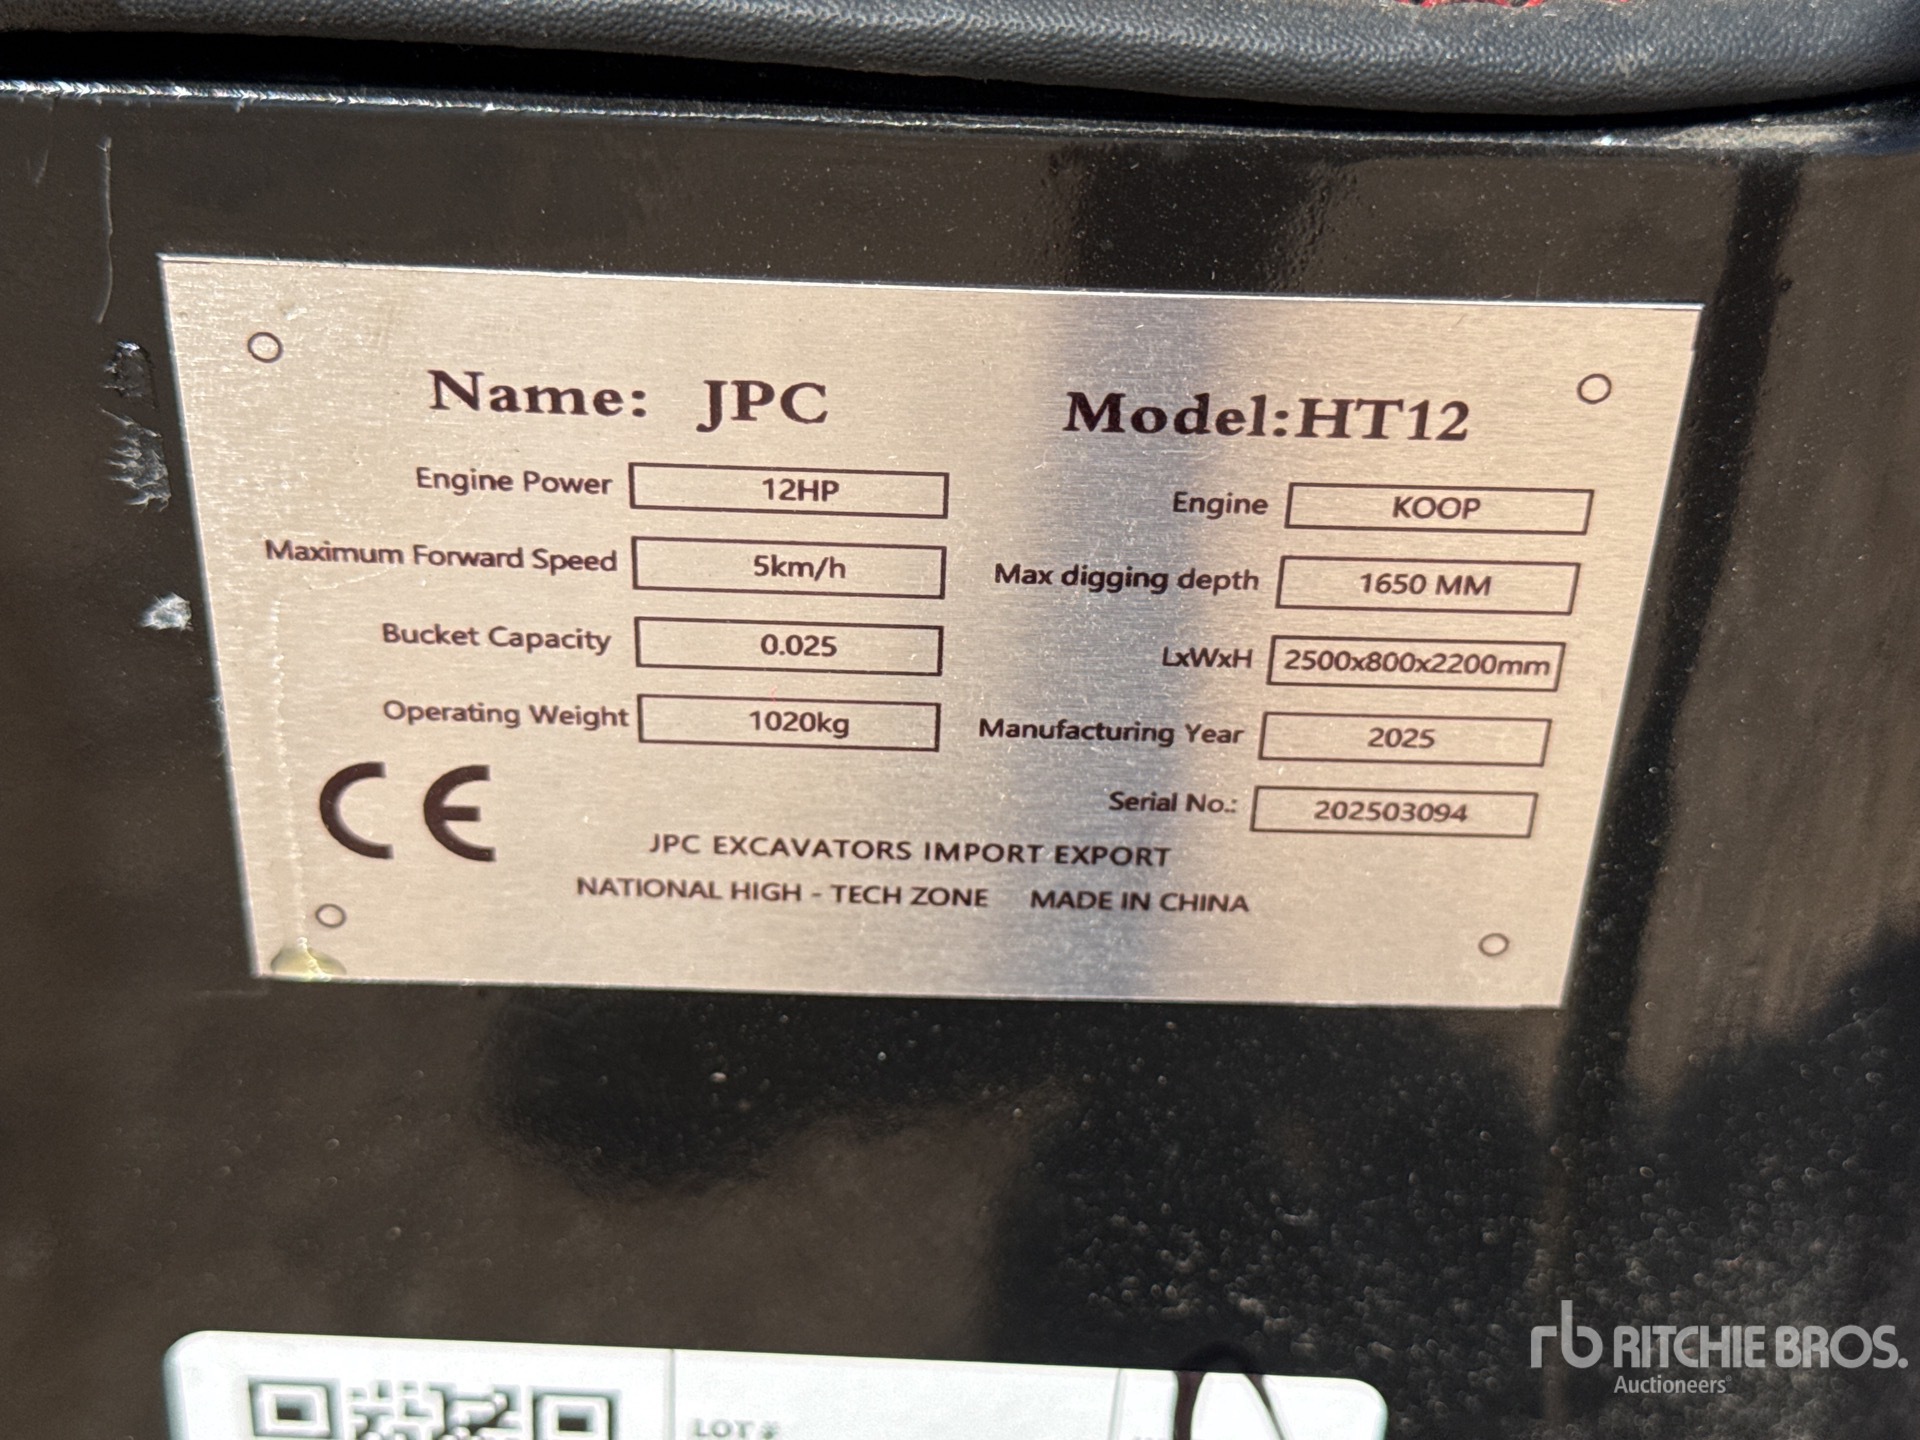 Name: JPC
Model:HT12
Engine Power 12HP
Engine KOOP
Maximum Forward Speed 5km/h
Max digging depth 1650 MM
Bucket Capacity 0.025
LxWxH 2500x800x2200mm
Operating Weight 1020kg
Manufacturing Year 2025
Serial No.: 202503094
CE
JPC EXCAVATORS IMPORT EXPORT
NATIONAL HIGH - TECH ZONE MADE IN CHINA
rb RITCHIE BROS.
Auctioneers
LOT #